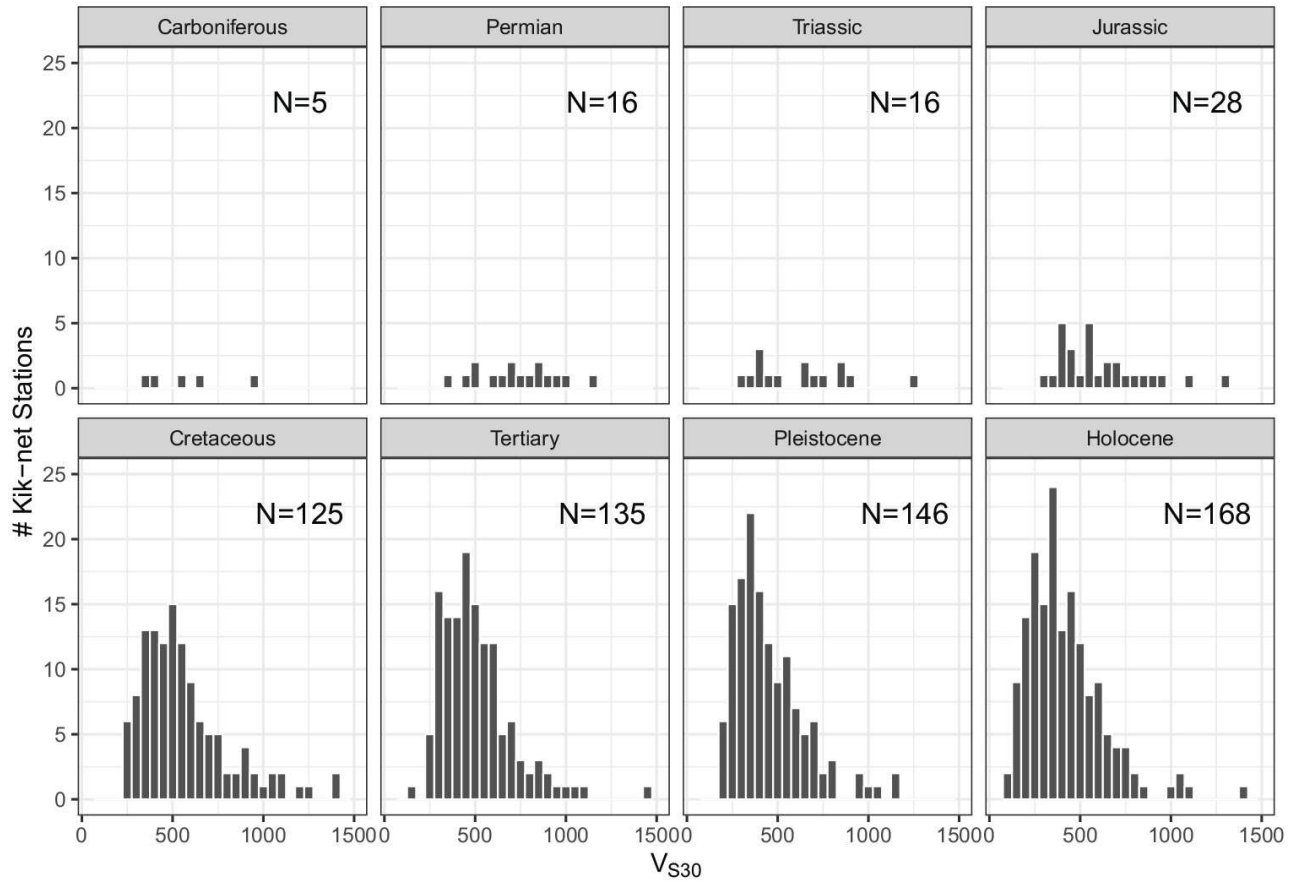 Carboniferous
Permian
Triassic
Jurassic
25
20
15
10
5
0
N=5
N=16
N=16
N=28
# Kik−net Stations
Cretaceous
Tertiary
Pleistocene
Holocene
25
20
15
10
5
0
N=125
N=135
N=146
N=168
0 500 1000 1500
0 500 1000 1500
0 500 1000 1500
0 500 1000 1500
VS30